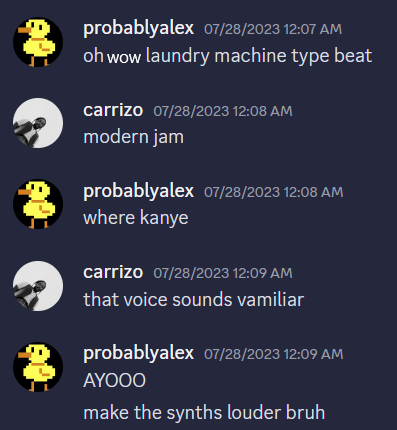 probablyalex 07/28/2023 12:07 AM
oh wow laundry machine type beat
carrizo 07/28/2023 12:08 AM
modern jam
probablyalex 07/28/2023 12:08 AM
where kanye
carrizo 07/28/2023 12:09 AM
that voice sounds vamiliar
probablyalex 07/28/2023 12:09 AM
AYOOO
make the synths louder bruh